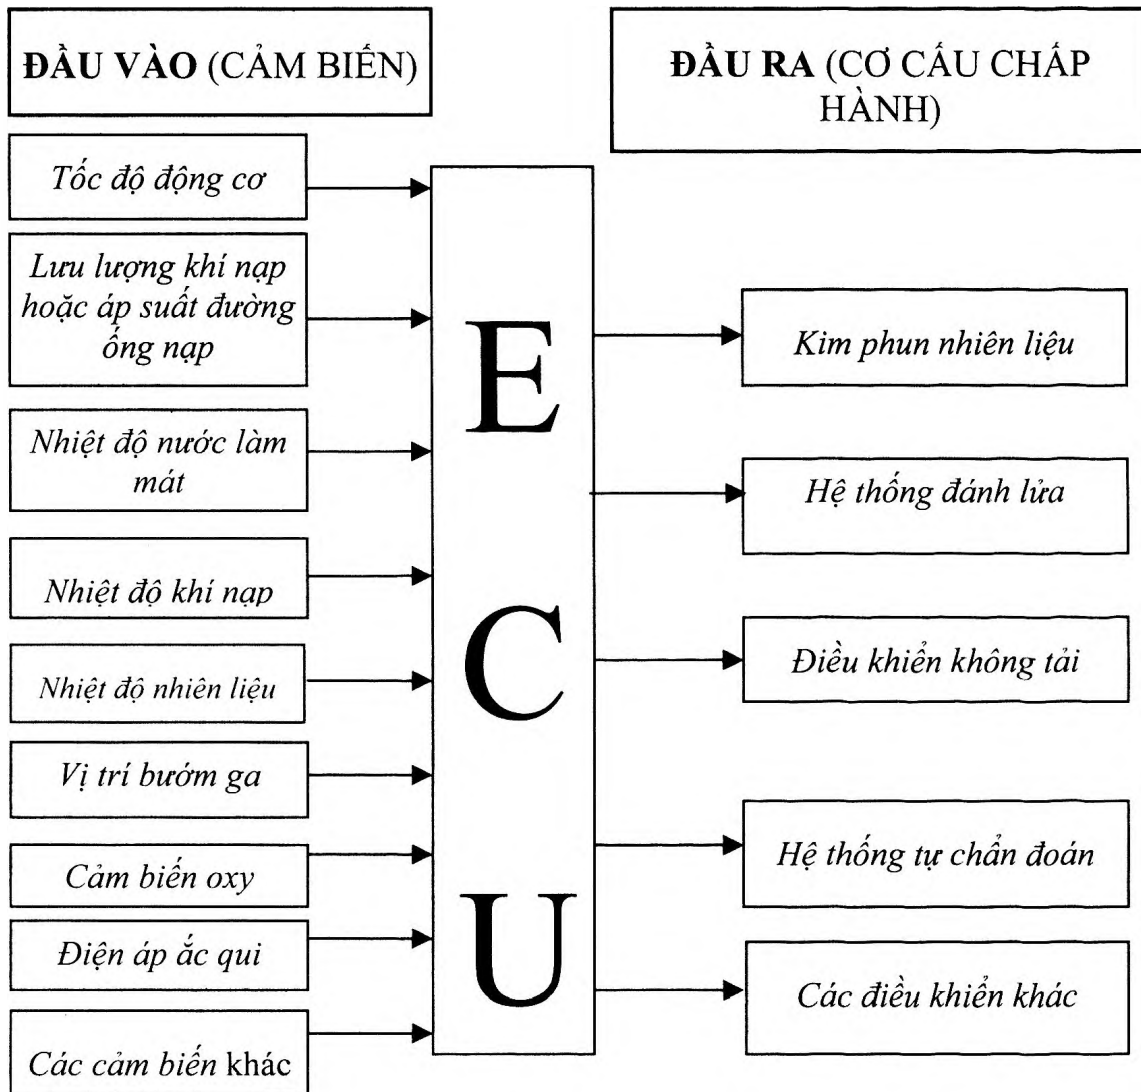 ĐẦU VÀO (CẢM BIẾN)
Tốc độ động cơ
Lưu lượng khí nạp
hoặc áp suất đường
ống nạp
Nhiệt độ nước làm
mát
Nhiệt độ khí nạp
Nhiệt độ nhiên liệu
Vị trí bướm ga
Cảm biến oxy
Điện áp ắc qui
Các cảm biến khác
E
C
U
ĐẦU RA (CƠ CẤU CHẤP
HÀNH)
Kim phun nhiên liệu
Hệ thống đánh lửa
Điều khiển không tải
Hệ thống tự chẩn đoán
Các điều khiển khác